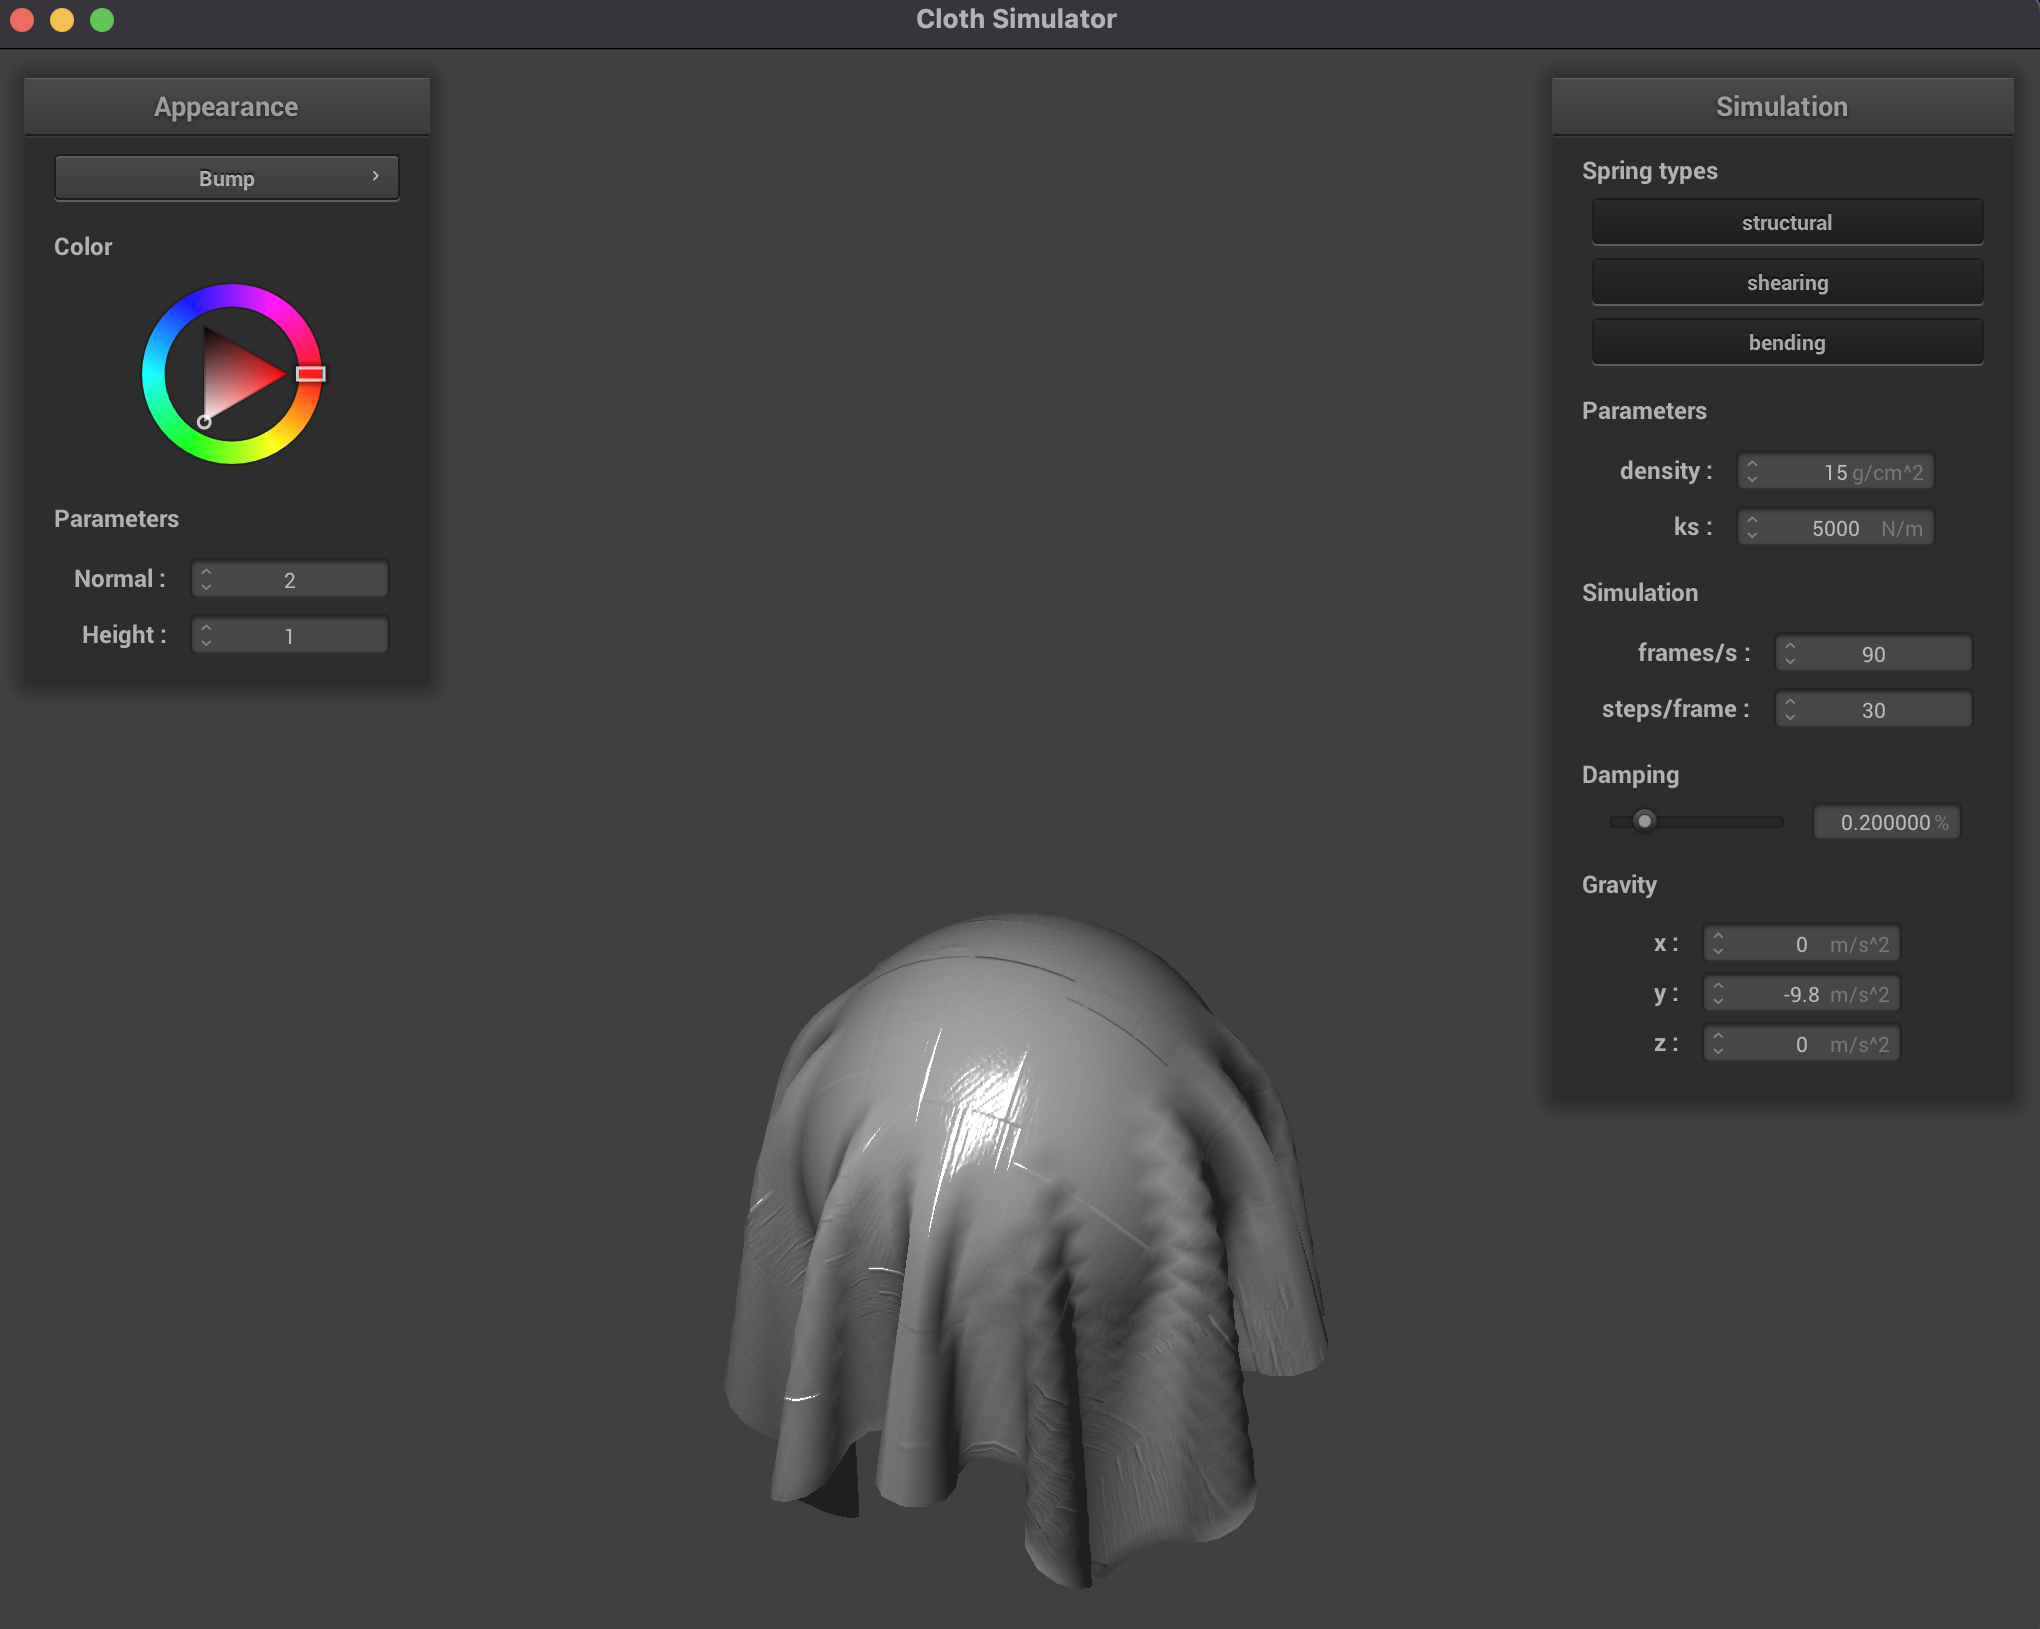 Cloth Simulator
Appearance
Bump
Color
Parameters
Normal : 2
Height : 1
Simulation
Spring types
structural
shearing
bending
Parameters
density : 15 g/cm^2
ks : 5000 N/m
Simulation
frames/s : 90
steps/frame : 30
Damping
0.200000 %
Gravity
x : 0 m/s^2
y : -9.8 m/s^2
z : 0 m/s^2